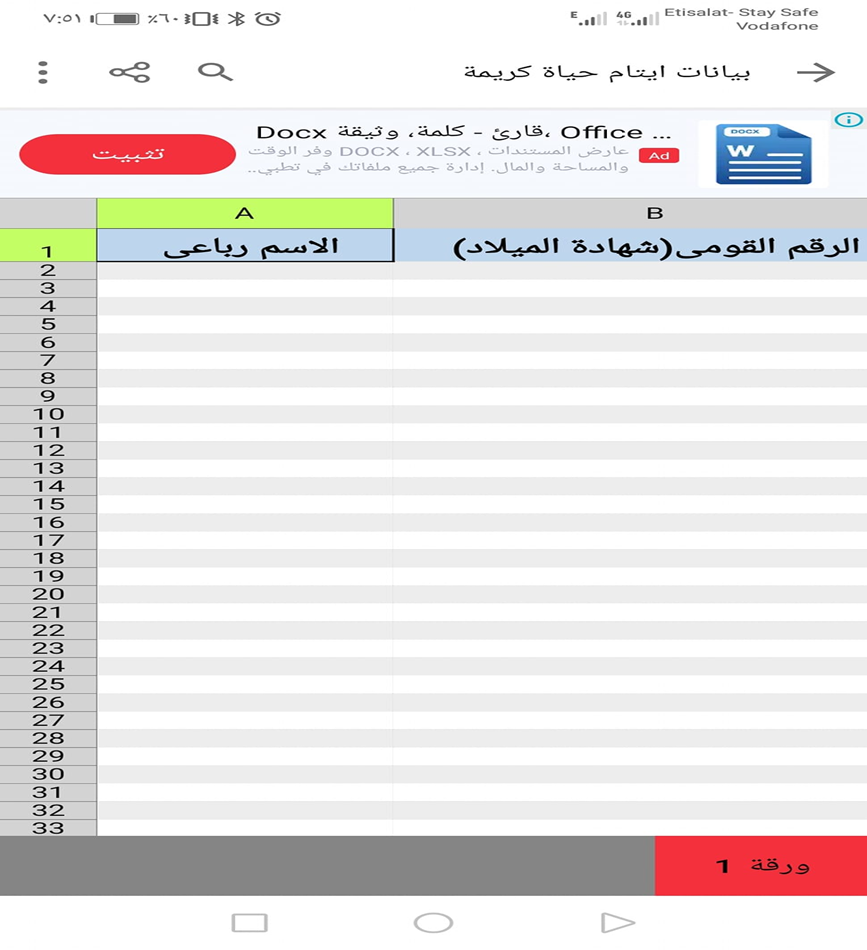 ٧:٥١ ٪٦٠ E 4G Etisalat- Stay Safe
Vodafone
بيانات ايتام حياة كريمة
Docx قارئ - كلمة، وثيقة، Office ...
عارض المستندات ، DOCX ، XLSX وفر الوقت
والمساحة والمال. إدارة جميع ملفاتك في تطبي..
Ad
تثبيت
DOCX
W
A B
1 الاسم رباعى الرقم القومى(شهادة الميلاد)
2
3
4
5
6
7
8
9
10
11
12
13
14
15
16
17
18
19
20
21
22
23
24
25
26
27
28
29
30
31
32
33
ورقة 1